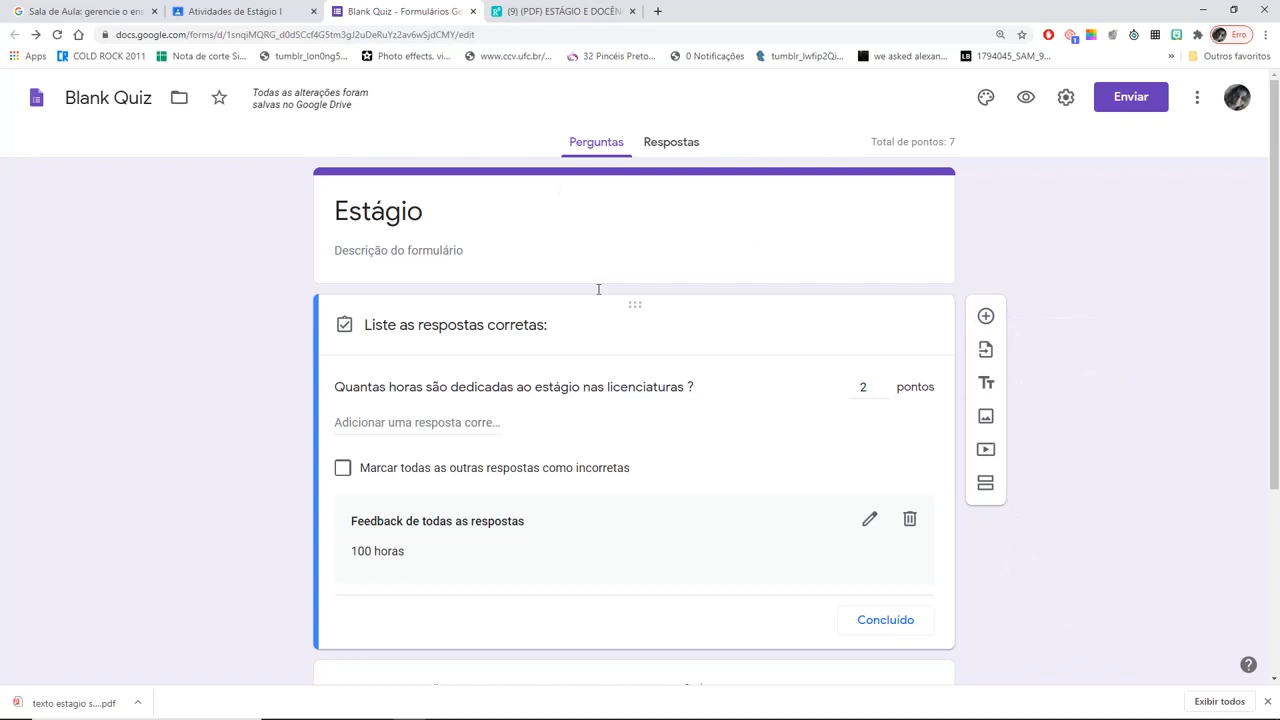 Sala de Aula: gerencie o en
Atividades de Estágio I
Blank Quiz - Formulários Go
(9) (PDF) ESTÁGIO E DOCÊN
docs.google.com/forms/d/1snqiMQRG_d0dSCcf4G5tm3gJ2uDeRuYz2av6wSjdCMY/edit
Erro
Apps
COLD ROCK 2011
Nota de corte Si...
tumblr_lon0ng5...
Photo effects, vi...
www.ccv.ufc.br/...
32 Pincéis Preto...
0 Notificações
tumblr_lwfip2Qi...
we asked alexan...
1794045_SAM_9...
»
Outros favoritos
Blank Quiz
Todas as alterações foram
salvas no Google Drive
Enviar
Perguntas
Respostas
Total de pontos: 7
Estágio
Descrição do formulário
Liste as respostas corretas:
Quantas horas são dedicadas ao estágio nas licenciaturas ?
2 pontos
Adicionar uma resposta corre...
Marcar todas as outras respostas como incorretas
Feedback de todas as respostas
100 horas
Concluído
texto estagio s....pdf
Exibir todos